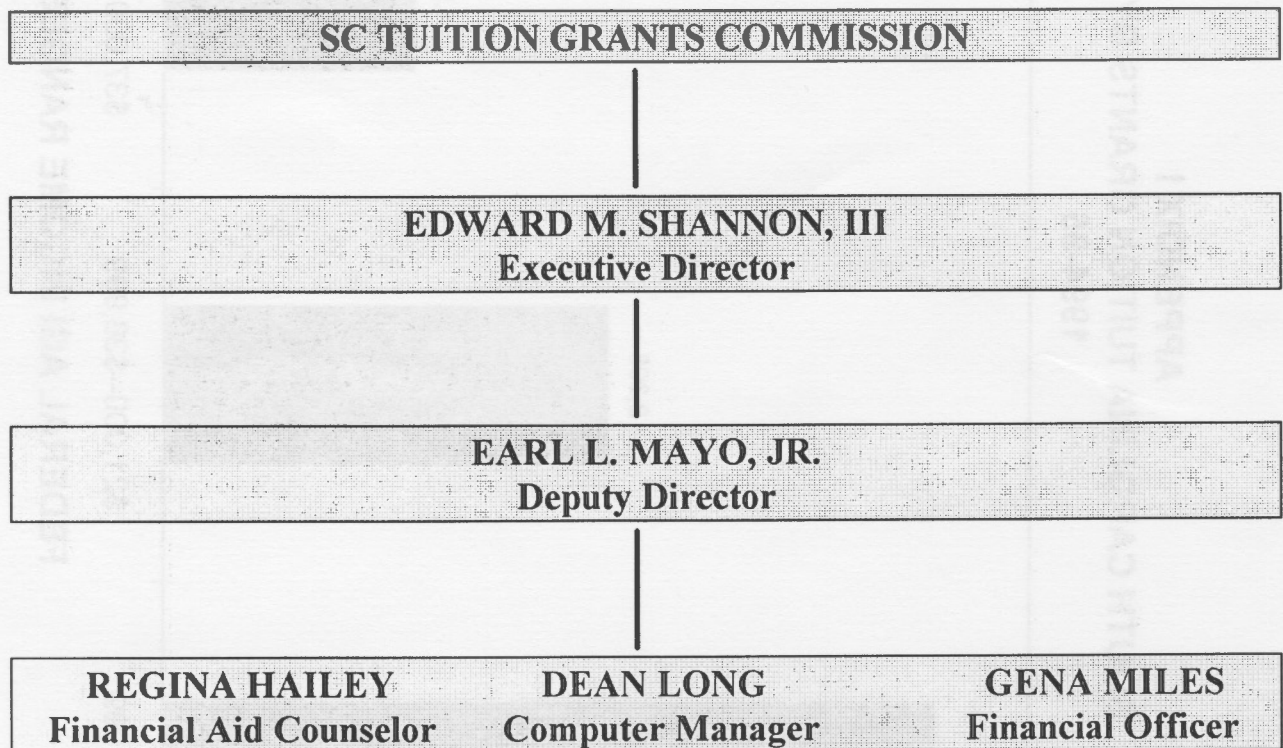 SC TUITION GRANTS COMMISSION
EDWARD M. SHANNON, III
Executive Director
EARL L. MAYO, JR.
Deputy Director
REGINA HAILEY
Financial Aid Counselor
DEAN LONG
Computer Manager
GENA MILES
Financial Officer